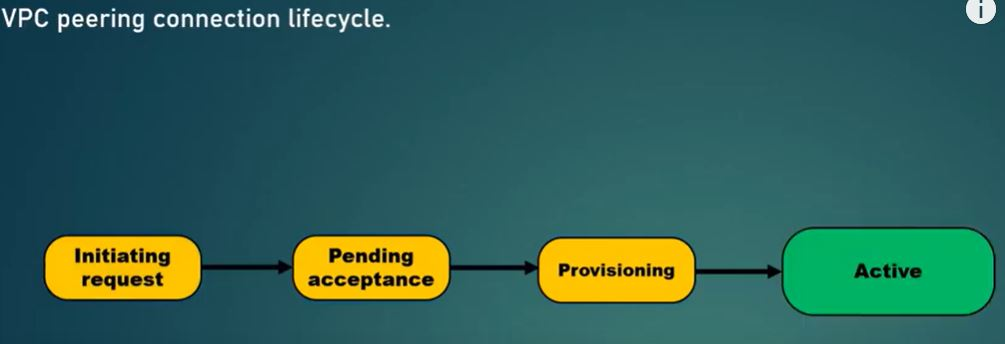 VPC peering connection lifecycle.
i
Initiating
request
Pending
acceptance
Provisioning
Active